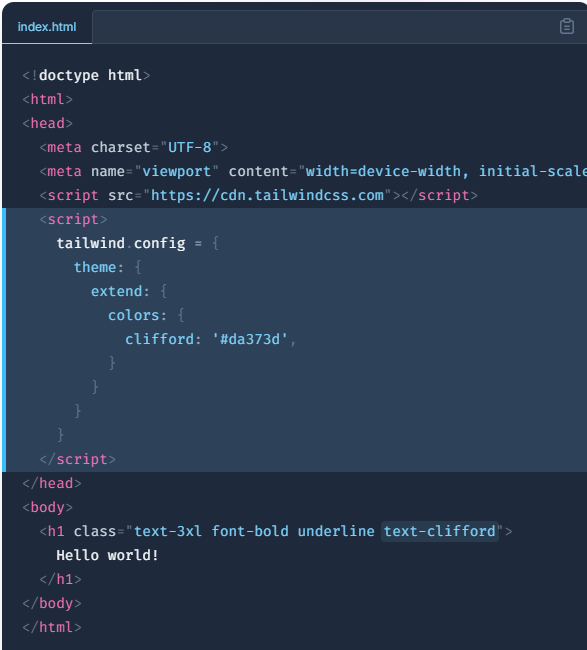 index.html
<!doctype html>
<html>
<head>
  <meta charset="UTF-8">
  <meta name="viewport" content="width=device-width, initial-scale
  <script src="https://cdn.tailwindcss.com"></script>
  <script>
    tailwind.config = {
      theme: {
        extend: {
          colors: {
            clifford: '#da373d',
          }
        }
      }
    }
  </script>
</head>
<body>
  <h1 class="text-3xl font-bold underline text-clifford">
    Hello world!
  </h1>
</body>
</html>